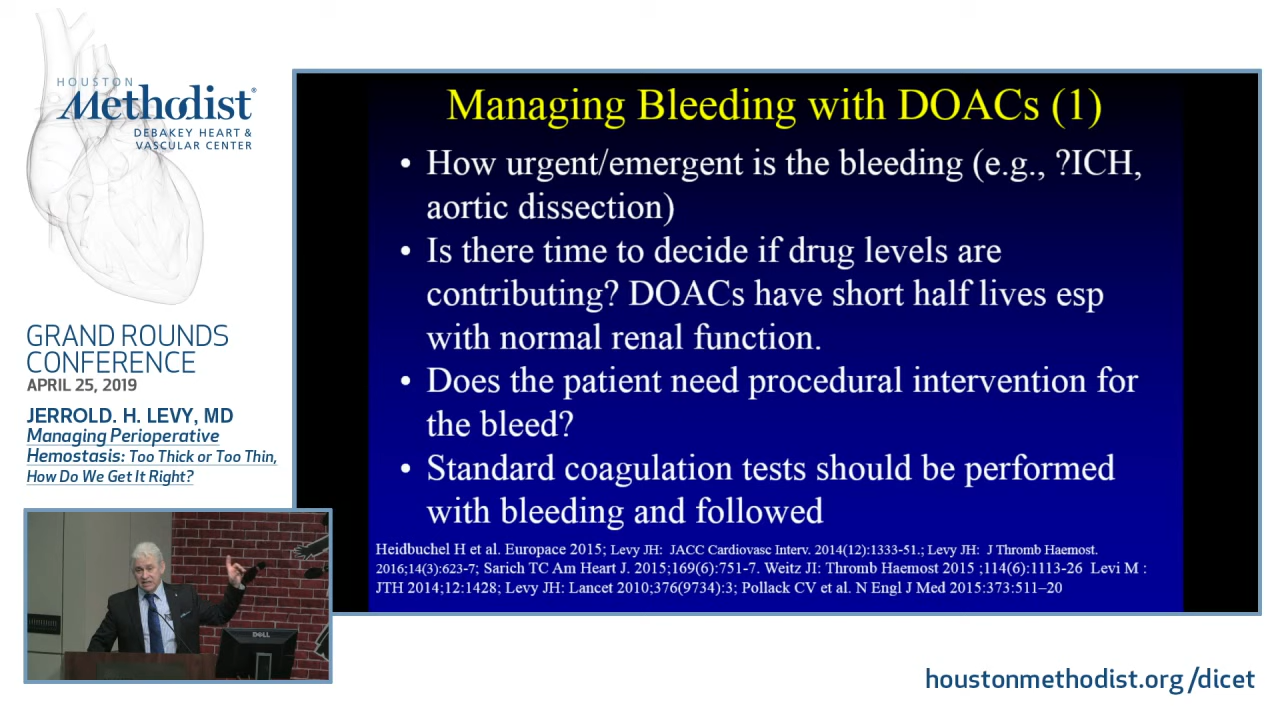 HOUSTON
Methodist®
DEBAKEY HEART &
VASCULAR CENTER
GRAND ROUNDS
CONFERENCE
APRIL 25, 2019
JERROLD. H. LEVY, MD
Managing Perioperative
Hemostasis: Too Thick or Too Thin,
How Do We Get It Right?
Managing Bleeding with DOACs (1)
• How urgent/emergent is the bleeding (e.g., ?ICH,
aortic dissection)
• Is there time to decide if drug levels are
contributing? DOACs have short half lives esp
with normal renal function.
• Does the patient need procedural intervention for
the bleed?
• Standard coagulation tests should be performed
with bleeding and followed
Heidbuchel H et al. Europace 2015; Levy JH: JACC Cardiovasc Interv. 2014(12):1333-51.; Levy JH: J Thromb Haemost.
2016;14(3):623-7; Sarich TC Am Heart J. 2015;169(6):751-7. Weitz JI: Thromb Haemost 2015 ;114(6):1113-26 Levi M :
JTH 2014;12:1428; Levy JH: Lancet 2010;376(9734):3; Pollack CV et al. N Engl J Med 2015:373:511–20
DELL
houstonmethodist.org/dicet